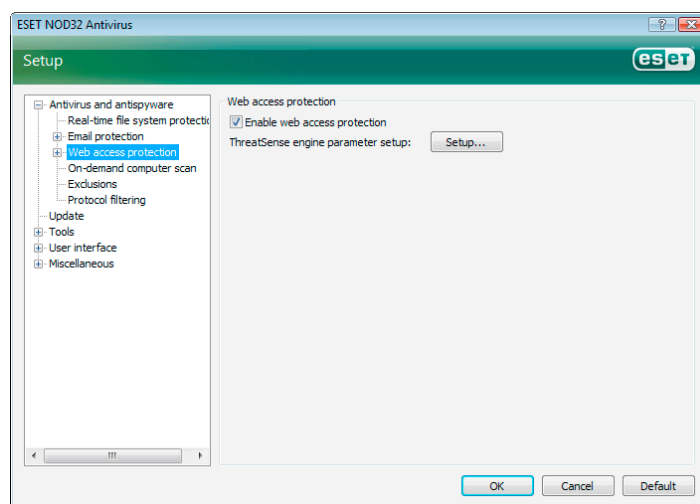 ESET NOD32 Antivirus
Setup
eset
Antivirus and antispyware
Real-time file system protectic
Email protection
Web access protection
On-demand computer scan
Exclusions
Protocol filtering
Update
Tools
User interface
Miscellaneous
Web access protection
Enable web access protection
ThreatSense engine parameter setup: Setup...
OK Cancel Default